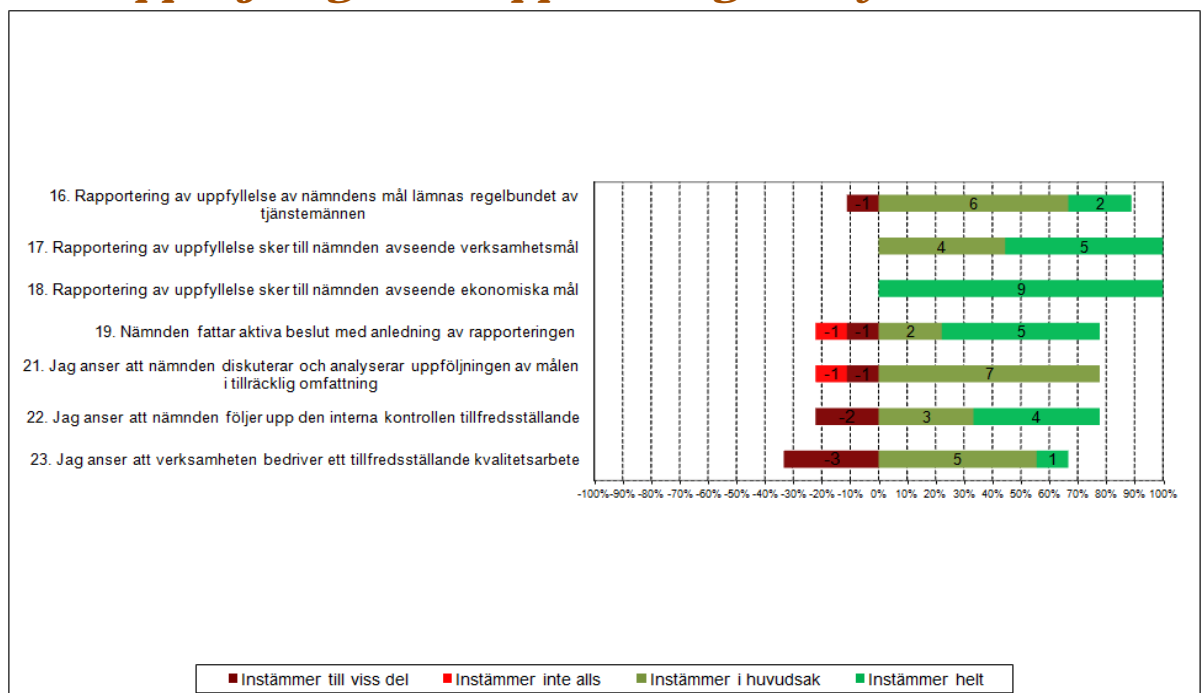 16. Rapportering av uppfyllelse av nämndens mål lämnas regelbundet av
tjänstemännen
-1 6 2
17. Rapportering av uppfyllelse sker till nämnden avseende verksamhetsmål
4 5
18. Rapportering av uppfyllelse sker till nämnden avseende ekonomiska mål
9
19. Nämnden fattar aktiva beslut med anledning av rapporteringen
-1 -1 2 5
21. Jag anser att nämnden diskuterar och analyserar uppföljningen av målen
i tillräcklig omfattning
-1 -1 7
22. Jag anser att nämnden följer upp den interna kontrollen tillfredsställande
-2 3 4
23. Jag anser att verksamheten bedriver ett tillfredsställande kvalitetsarbete
-3 5 1
-100% -90% -80% -70% -60% -50% -40% -30% -20% -10% 0% 10% 20% 30% 40% 50% 60% 70% 80% 90% 100%
Instämmer till viss del Instämmer inte alls Instämmer i huvudsak Instämmer helt